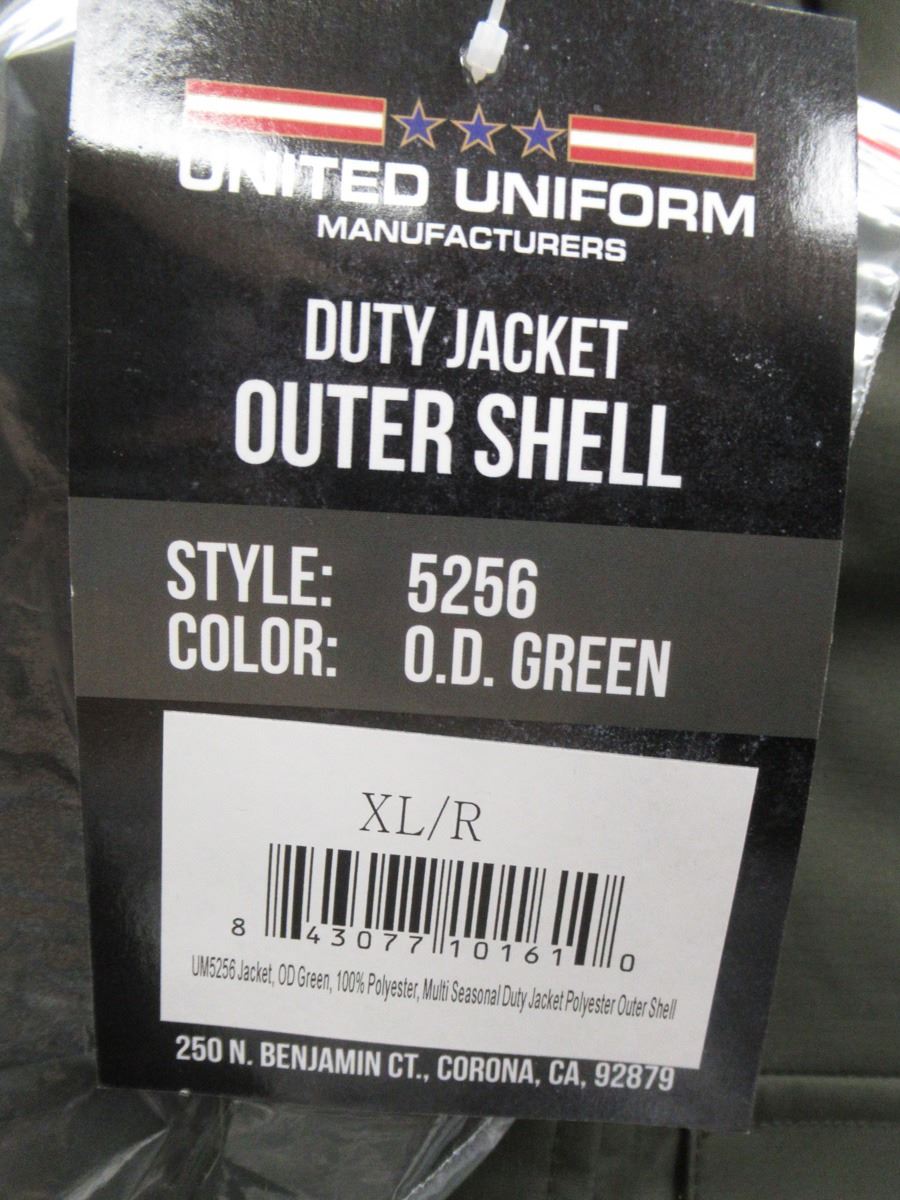 UNITED UNIFORM
MANUFACTURERS
DUTY JACKET
OUTER SHELL
STYLE: 5256
COLOR: O.D. GREEN
XL/R
8 43077 10161 0
UM5256 Jacket, OD Green, 100% Polyester, Multi Seasonal Duty Jacket Polyester Outer Shell
250 N. BENJAMIN CT., CORONA, CA, 92879